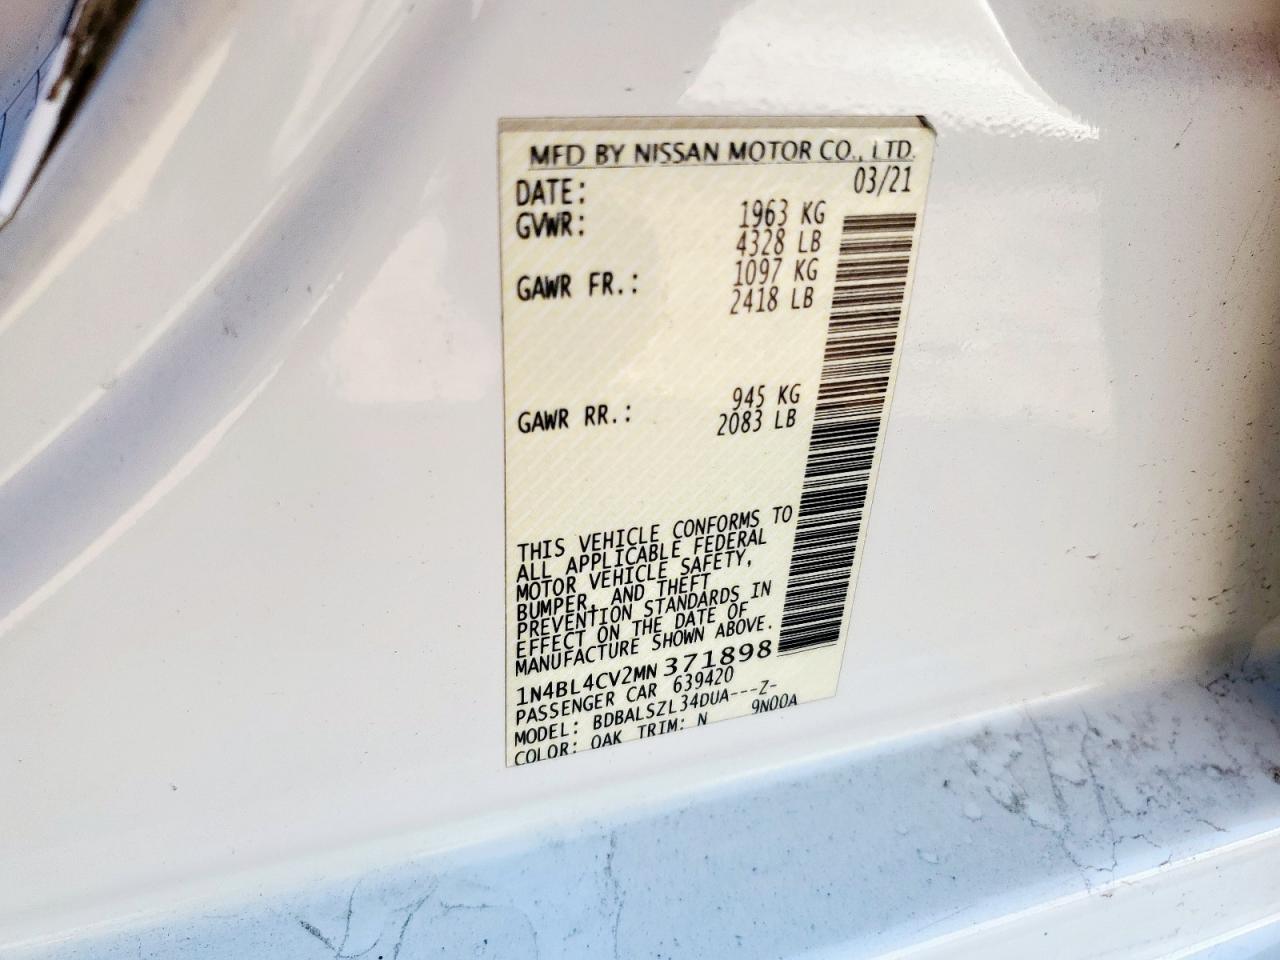 MFD BY NISSAN MOTOR CO., LTD.
DATE: 03/21
GVWR: 1963 KG
4328 LB
GAWR FR.: 1097 KG
2418 LB
GAWR RR.: 945 KG
2083 LB
THIS VEHICLE CONFORMS TO
ALL APPLICABLE FEDERAL
MOTOR VEHICLE SAFETY,
BUMPER, AND THEFT
PREVENTION STANDARDS IN
EFFECT ON THE DATE OF
MANUFACTURE SHOWN ABOVE.
1N4BL4CV2MN371898
PASSENGER CAR 639420
MODEL: BDBALSZL34DUA---Z-
COLOR: QAK TRIM: N 9N00A